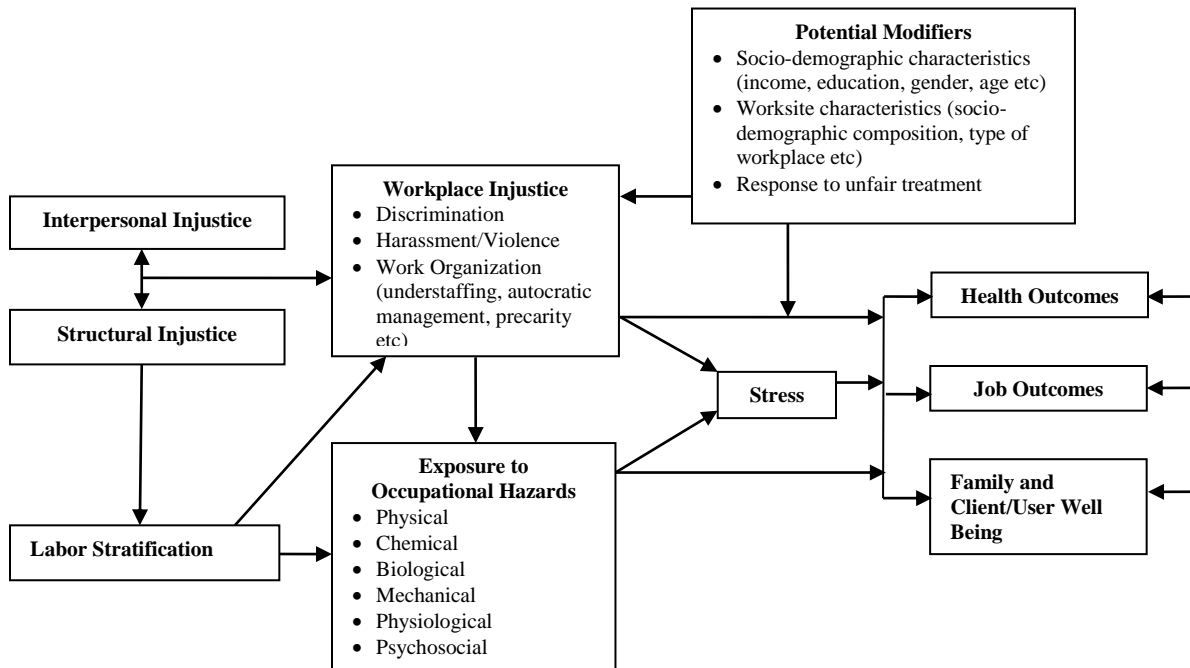 Potential Modifiers
• Socio-demographic characteristics
(income, education, gender, age etc)
• Worksite characteristics (socio-
demographic composition, type of
workplace etc)
• Response to unfair treatment
Workplace Injustice
• Discrimination
• Harassment/Violence
• Work Organization
(understaffing, autocratic
management, precarity
etc)
Interpersonal Injustice
Structural Injustice
Labor Stratification
Exposure to
Occupational Hazards
• Physical
• Chemical
• Biological
• Mechanical
• Physiological
• Psychosocial
Stress
Health Outcomes
Job Outcomes
Family and
Client/User Well
Being